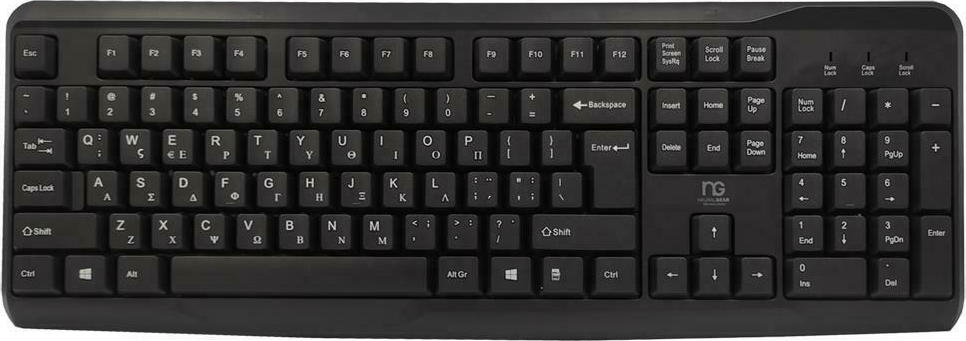 Esc F1 F2 F3 F4 F5 F6 F7 F8 F9 F10 F11 F12 Print Screen SysRq Scroll Lock Pause Break
Num Lock Caps Lock Scroll Lock
~ ! @ # $ % ^ & * ( ) — + Backspace Insert Home Page Up Num Lock / * −
1 2 3 4 5 6 7 8 9 0 - =
Tab Q W E R T Y U I O P { } Enter Delete End Page Down 7 Home 8 9 PgUp +
: ; ς € Ε Ρ Τ Υ Θ Ι Ο Π [ ]
Caps Lock A S D F G H J K L : ; " ' | \ 4 5 6
Α Σ Δ Φ Γ Η Ξ Κ Λ
NG
Shift Z X C V B N M < , > . ? / Shift 1 End 2 3 PgDn Enter
Ζ Χ Ψ Ω Β Ν Μ
Ctrl Alt Alt Gr Ctrl 0 Ins . Del